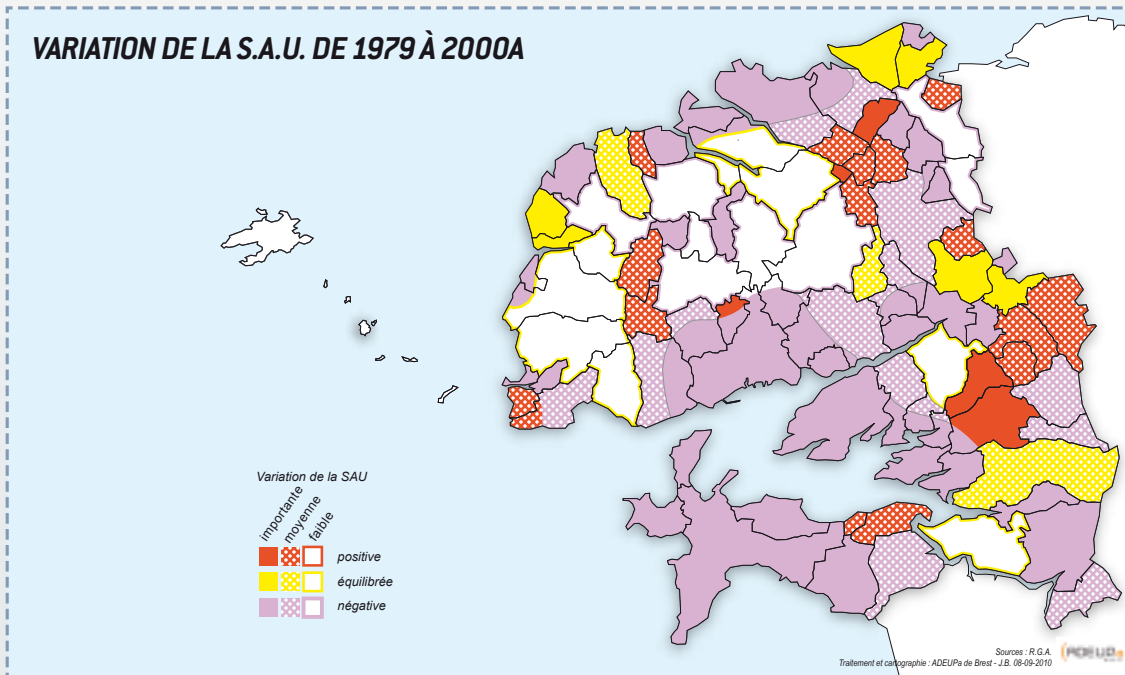 VARIATION DE LA S.A.U. DE 1979 À 2000A
Variation de la SAU
importante
moyenne
faible
positive
équilibrée
négative
Sources : R.G.A.
Traitement et cartographie : ADEUPa de Brest - J.B. 08-09-2010
ADEUPa